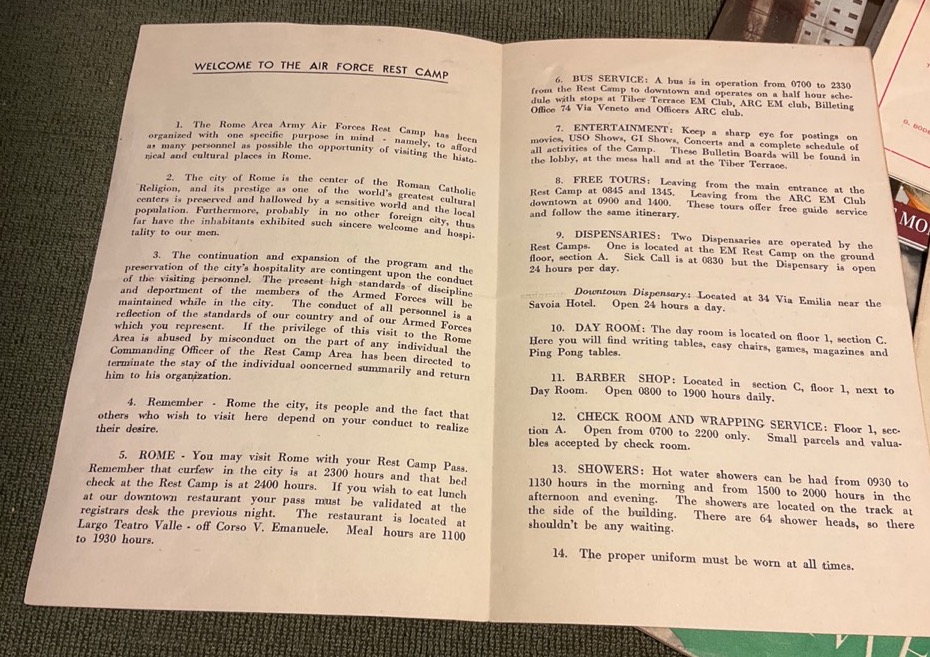 WELCOME TO THE AIR FORCE REST CAMP
1. The Rome Area Army Air Forces Rest Camp has been
organized with one specific purpose in mind - namely, to afford
as many personnel as possible the opportunity of visiting the histo-
rical and cultural places in Rome.
2. The city of Rome is the center of the Roman Catholic
Religion, and its prestige as one of the world's greatest cultural
centers is preserved and hallowed by a sensitive world and the local
population. Furthermore, probably in no other foreign city, thus
far have the inhabitants exhibited such sincere welcome and hospi-
tality to our men.
3. The continuation and expansion of the program and the
preservation of the city's hospitality are contingent upon the conduct
of the visiting personnel. The present high standards of discipline
and deportment of the members of the Armed Forces will be
maintained while in the city. The conduct of all personnel is a
reflection of the standards of our country and of our Armed Forces
which you represent. If the privilege of this visit to the Rome
Area is abused by misconduct on the part of any individual the
Commanding Officer of the Rest Camp Area has been directed to
terminate the stay of the individual ooncerned summarily and return
him to his organization.
4. Remember - Rome the city, its people and the fact that
others who wish to visit here depend on your conduct to realize
their desire.
5. ROME - You may visit Rome with your Rest Camp Pass.
Remember that curfew in the city is at 2300 hours and that bed
check at the Rest Camp is at 2400 hours. If you wish to eat lunch
at our downtown restaurant your pass must be validated at the
registrars desk the previous night. The restaurant is located at
Largo Teatro Valle - off Corso V. Emanuele. Meal hours are 1100
to 1930 hours.
6. BUS SERVICE: A bus is in operation from 0700 to 2330
from the Rest Camp to downtown and operates on a half hour sche-
dule with stops at Tiber Terrace EM Club, ARC EM club, Billeting
Office 74 Via Veneto and Officers ARC club.
7. ENTERTAINMENT: Keep a sharp eye for postings on
movies, USO Shows, GI Shows, Concerts and a complete schedule of
all activities of the Camp. These Bulletin Boards will be found in
the lobby, at the mess hall and at the Tiber Terrace.
8. FREE TOURS: Leaving from the main entrance at the
Rest Camp at 0845 and 1345. Leaving from the ARC EM Club
downtown at 0900 and 1400. These tours offer free guide service
and follow the same itinerary.
9. DISPENSARIES: Two Dispensaries are operated by the
Rest Camps. One is located at the EM Rest Camp on the ground
floor, section A. Sick Call is at 0830 but the Dispensary is open
24 hours per day.
Downtown Dispensary: Located at 34 Via Emilia near the
Savoia Hotel. Open 24 hours a day.
10. DAY ROOM: The day room is located on floor 1, section C.
Here you will find writing tables, easy chairs, games, magazines and
Ping Pong tables.
11. BARBER SHOP: Located in section C, floor 1, next to
Day Room. Open 0800 to 1900 hours daily.
12. CHECK ROOM AND WRAPPING SERVICE: Floor 1, sec-
tion A. Open from 0700 to 2200 only. Small parcels and valua-
bles accepted by check room.
13. SHOWERS: Hot water showers can be had from 0930 to
1130 hours in the morning and from 1500 to 2000 hours in the
afternoon and evening. The showers are located on the track at
the side of the building. There are 64 shower heads, so there
shouldn't be any waiting.
14. The proper uniform must be worn at all times.